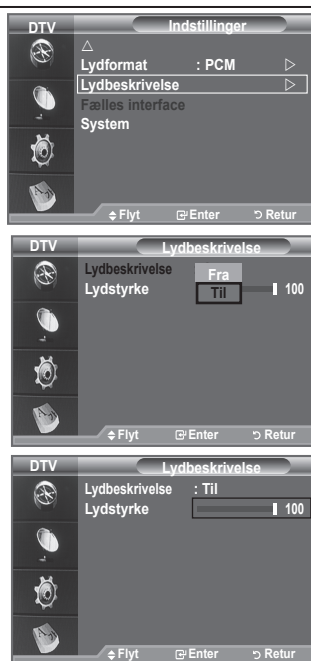 DTV Indstillinger
△
Lydformat : PCM ▷
Lydbeskrivelse ▷
Fælles interface
System
Flyt Enter Retur
DTV Lydbeskrivelse
Lydbeskrivelse Fra
Lydstyrke Til 100
Flyt Enter Retur
DTV Lydbeskrivelse
Lydbeskrivelse : Til
Lydstyrke 100
Flyt Enter Retur